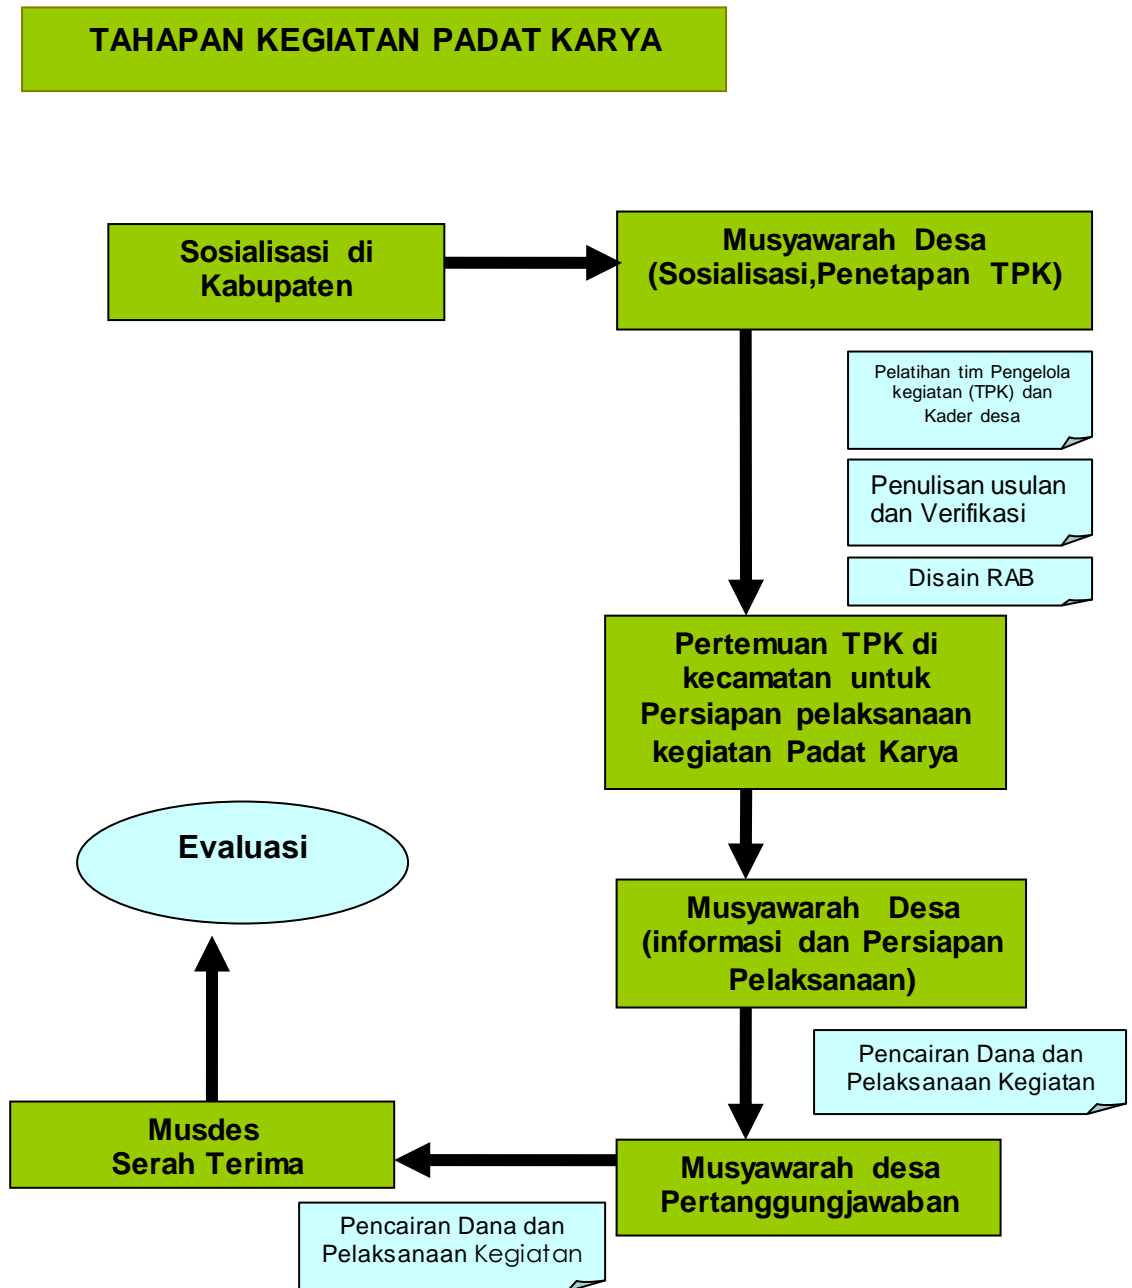 TAHAPAN KEGIATAN PADAT KARYA
Sosialisasi di
Kabupaten
Musyawarah Desa
(Sosialisasi,Penetapan TPK)
Pelatihan tim Pengelola
kegiatan (TPK) dan
Kader desa
Penulisan usulan
dan Verifikasi
Disain RAB
Pertemuan TPK di
kecamatan untuk
Persiapan pelaksanaan
kegiatan Padat Karya
Musyawarah Desa
(informasi dan Persiapan
Pelaksanaan)
Pencairan Dana dan
Pelaksanaan Kegiatan
Musyawarah desa
Pertanggungjawaban
Pencairan Dana dan
Pelaksanaan Kegiatan
Musdes
Serah Terima
Evaluasi